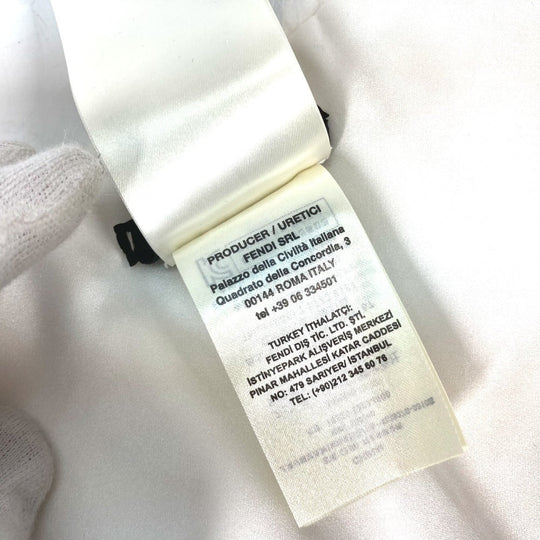 PRODUCER / URETICI
FENDI SRL
Palazzo della Civiltà Italiana
Quadrato della Concordia, 3
00144 ROMA ITALY
tel +39 06 334501
TURKEY İTHALATÇI:
FENDI DIŞ TİC. LTD. ŞTİ.
İSTİNYEPARK ALIŞVERİŞ MERKEZİ
PINAR MAHALLESİ KATAR CADDESİ
NO: 479 SARIYER/ İSTANBUL
TEL: (+90)212 345 60 76